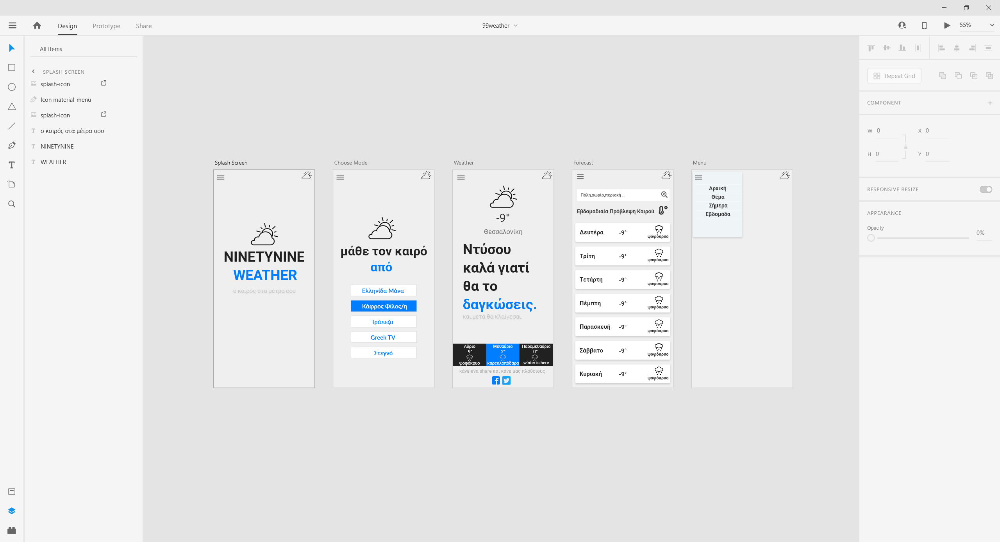 Design Prototype Share
99weather
55%
All Items
SPLASH SCREEN
splash-icon
Icon material-menu
splash-icon
ο καιρός στα μέτρα σου
NINETYNINE
WEATHER
Splash Screen
NINETYNINE
WEATHER
ο καιρός στα μέτρα σου
Choose Mode
μάθε τον καιρό
από
Ελληνίδα Μάνα
Κάφρος Φίλος/η
Τράπεζα
Greek TV
Στεγνό
Weather
-9°
Θεσσαλονίκη
Ντύσου
καλά γιατί
θα το
δαγκώσεις.
και.μετά θα κλαίγεσαι.
Αύριο
-9°
ψοφόκρυο
Μεθαύριο
2°
καρεκλοπόδαρα
Παραμεθαύριο
0°
winter is here
κάνε ένα share και κάνε μας πλούσιους
Forecast
Πόλη,χωρίο,περιοχή ..
Εβδομαδιαία Πρόβλεψη Καιρού
Δευτέρα -9° ψοφόκρυο
Τρίτη -9° ψοφόκρυο
Τετάρτη -9° ψοφόκρυο
Πέμπτη -9° ψοφόκρυο
Παρασκευή -9° ψοφόκρυο
Σάββατο -9° ψοφόκρυο
Κυριακή -9° ψοφόκρυο
Menu
Αρχική
Θέμα
Σήμερα
Εβδομάδα
Repeat Grid
COMPONENT
W 0 X 0
H 0 Y 0
RESPONSIVE RESIZE
APPEARANCE
Opacity
0%